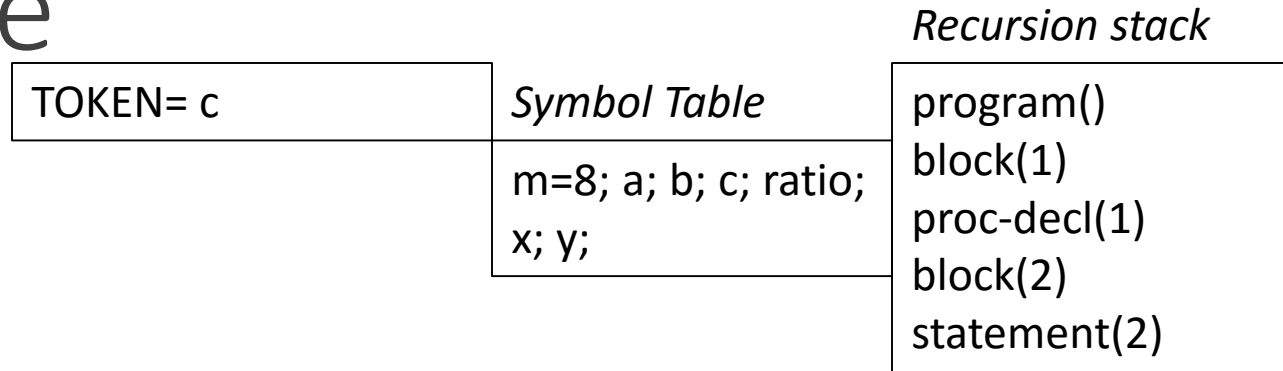 e
Recursion stack
TOKEN= c
Symbol Table
m=8; a; b; c; ratio;
x; y;
program()
block(1)
proc-decl(1)
block(2)
statement(2)